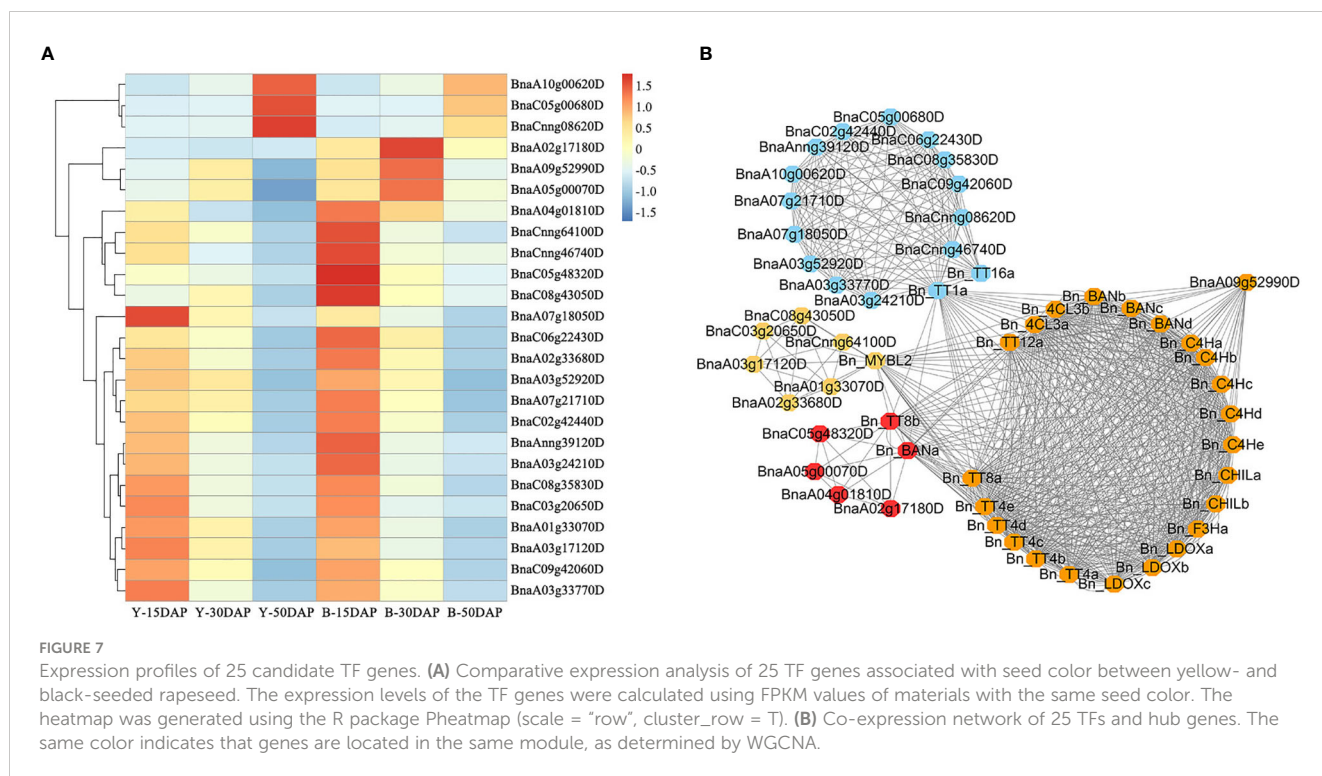 A
BnaA10g00620D
BnaC05g00680D
BnaCnng08620D
BnaA02g17180D
BnaA09g52990D
BnaA05g00070D
BnaA04g01810D
BnaCnng64100D
BnaCnng46740D
BnaC05g48320D
BnaC08g43050D
BnaA07g18050D
BnaC06g22430D
BnaA02g33680D
BnaA03g52920D
BnaA07g21710D
BnaC02g42440D
BnaAnng39120D
BnaA03g24210D
BnaC08g35830D
BnaC03g20650D
BnaA01g33070D
BnaA03g17120D
BnaC09g42060D
BnaA03g33770D
Y-15DAP Y-30DAP Y-50DAP B-15DAP B-30DAP B-50DAP
1.5
1.0
0.5
0
-0.5
-1.0
-1.5
B
BnaC05g00680D
BnaC02g42440D
BnaC06g22430D
BnaAnng39120D
BnaC08g35830D
BnaA10g00620D
BnaC09g42060D
BnaA07g21710D
BnaCnng08620D
BnaA07g18050D
BnaCnng46740D
BnaA03g52920D
Bn_TT16a
BnaA03g33770D
Bn_TT1a
BnaA03g24210D
BnaA09g52990D
BnaC08g43050D
BnaC03g20650D
BnaCnng64100D
BnaA03g17120D
Bn_MYBL2
BnaA01g33070D
BnaA02g33680D
Bn_TT8b
BnaC05g48320D
Bn_BANa
BnaA05g00070D
BnaA04g01810D
BnaA02g17180D
Bn_BANb
Bn_4CL3b
Bn_BANc
Bn_4CL3a
Bn_BANd
Bn_TT12a
Bn_C4Ha
Bn_C4Hb
Bn_C4Hc
Bn_C4Hd
Bn_C4He
Bn_CHILa
Bn_CHILb
Bn_F3Ha
Bn_LDOXa
Bn_LDOXb
Bn_LDOXc
Bn_TT8a
Bn_TT4e
Bn_TT4d
Bn_TT4c
Bn_TT4b
Bn_TT4a
FIGURE 7
Expression profiles of 25 candidate TF genes. (A) Comparative expression analysis of 25 TF genes associated with seed color between yellow- and
black-seeded rapeseed. The expression levels of the TF genes were calculated using FPKM values of materials with the same seed color. The
heatmap was generated using the R package Pheatmap (scale = “row”, cluster_row = T). (B) Co-expression network of 25 TFs and hub genes. The
same color indicates that genes are located in the same module, as determined by WGCNA.